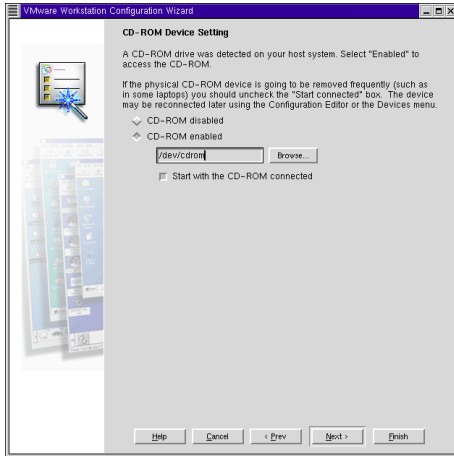 VMware Workstation Configuration Wizard
CD-ROM Device Setting
A CD-ROM drive was detected on your host system. Select "Enabled" to
access the CD-ROM.
If the physical CD-ROM device is going to be removed frequently (such as
in some laptops) you should uncheck the "Start connected" box. The device
may be reconnected later using the Configuration Editor or the Devices menu.
CD-ROM disabled
CD-ROM enabled
/dev/cdrom
Browse...
Start with the CD-ROM connected
Help
Cancel
< Prev
Next >
Finish